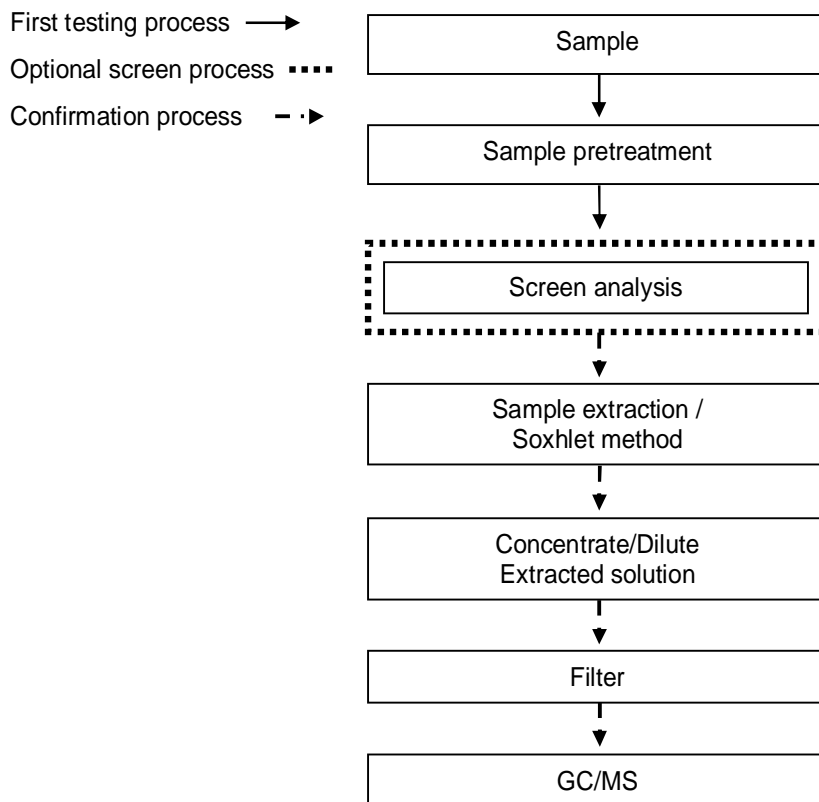 First testing process
Optional screen process
Confirmation process
Sample
Sample pretreatment
Screen analysis
Sample extraction /
Soxhlet method
Concentrate/Dilute
Extracted solution
Filter
GC/MS